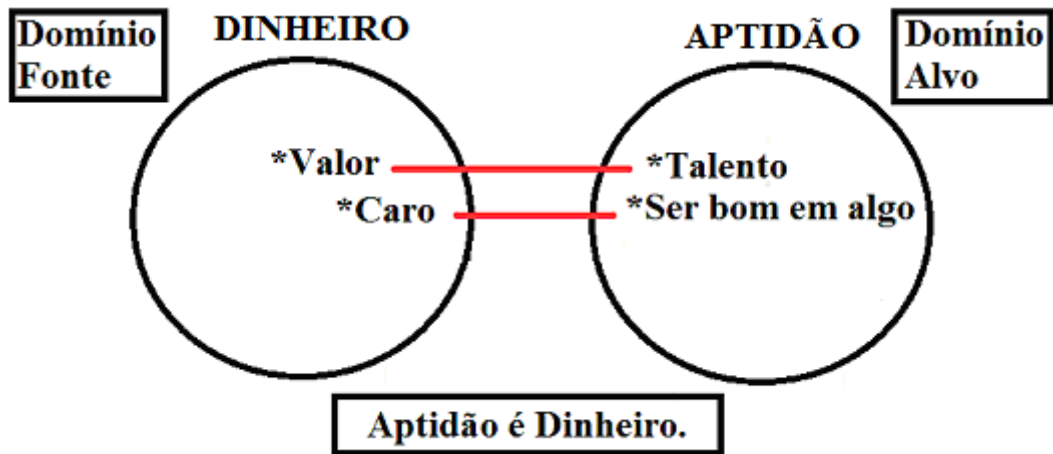 Domínio
Fonte
DINHEIRO
APTIDÃO
Domínio
Alvo
*Valor
*Talento
*Caro
*Ser bom em algo
Aptidão é Dinheiro.